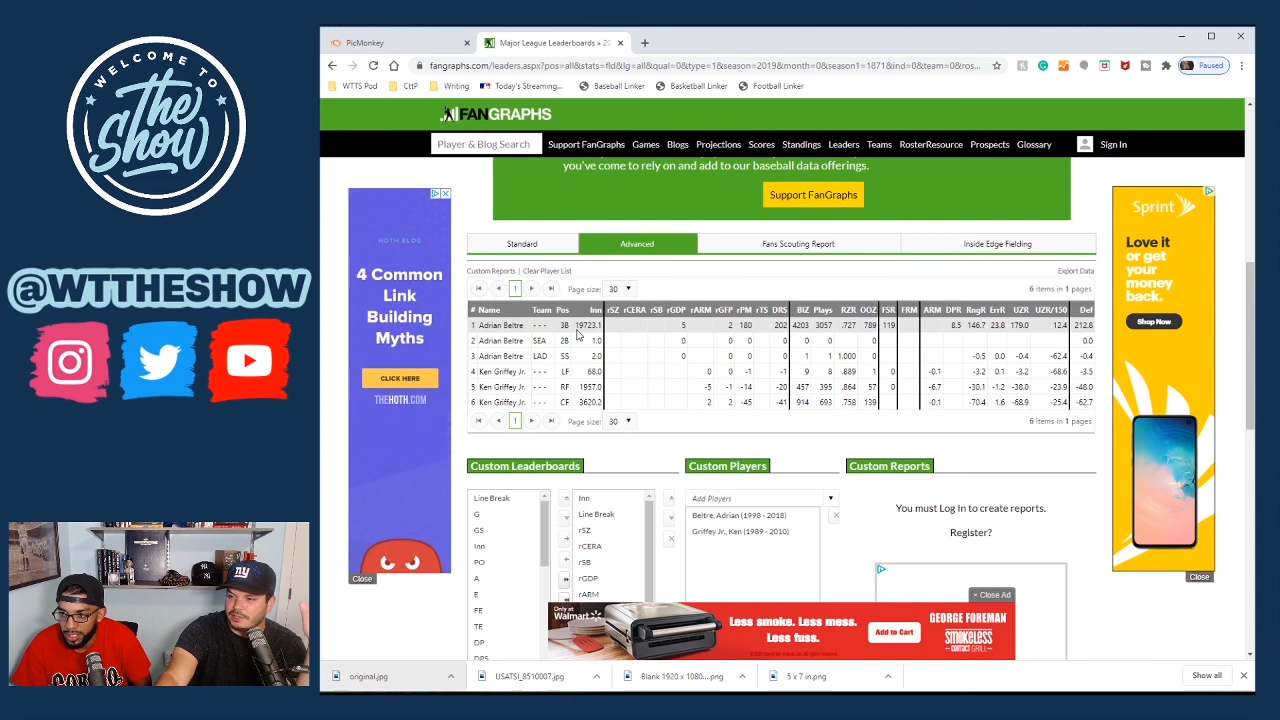 WELCOME TO
the
Show
@WTTHESHOW
PicMonkey
Major League Leaderboards » 20
fangraphs.com/leaders.aspx?pos=all&stats=fld&lg=all&qual=0&type=1&season=2019&month=0&season1=1871&ind=0&team=0&ros...
Paused
WTTS Pod CttP Writing Today's Streaming... Baseball Linker Basketball Linker Football Linker
FANGRAPHS
Player & Blog Search Support FanGraphs Games Blogs Projections Scores Standings Leaders Teams RosterResource Prospects Glossary Sign In
you've come to rely on and add to our baseball data offerings.
Support FanGraphs
HOTH BLOG
4 Common
Link
Building
Myths
CLICK HERE
THEHOTH.COM
Close
Standard Advanced Fans Scouting Report Inside Edge Fielding
Custom Reports | Clear Player List Export Data
1 Page size: 30 6 items in 1 pages
# Name Team Pos Inn rSZ rCERA rSB rGDP rARM rGFP rPM rTS DRS BIZ Plays RZR OOZ FSR FRM ARM DPR RngR ErrR UZR UZR/150 Def
1 Adrian Beltre - - - 3B 19723.1 5 2 180 202 4203 3057 .727 789 119 8.5 146.7 23.8 179.0 12.4 212.8
2 Adrian Beltre SEA 2B 1.0 0 0 0 0 0 0.0
3 Adrian Beltre LAD SS 2.0 0 0 0 1 1 1.000 0 -0.5 0.0 -0.4 -62.4 -0.4
4 Ken Griffey Jr. - - - LF 68.0 0 0 -1 -1 9 8 .889 1 0 -0.1 -3.2 0.1 -3.2 -68.6 -3.5
5 Ken Griffey Jr. - - - RF 1957.0 -5 -1 -14 -20 457 395 .864 57 0 -6.7 -30.1 -1.2 -38.0 -23.9 -48.0
6 Ken Griffey Jr. - - - CF 3620.2 2 2 -45 -41 914 693 .758 139 -0.1 -70.4 1.6 -68.9 -25.4 -62.7
1 Page size: 30 6 items in 1 pages
Custom Leaderboards Custom Players Custom Reports
Line Break
G
GS
Inn
PO
A
E
FE
TE
DP
DPS
Inn
Line Break
rSZ
rCERA
rSB
rGDP
rARM
Add Players
Beltre, Adrian (1998 - 2018)
Griffey Jr., Ken (1989 - 2010)
You must Log In to create reports.
Register?
Sprint
Love it
or get
your
money
back.
Shop Now
Close
× Close Ad
Only at
Walmart
Less smoke. Less mess.
Less fuss.
Add to Cart
GEORGE FOREMAN
SMOKELESS
CONTACT GRILL
original.jpg USATSI_8510007.jpg Blank 1920 x 1080....png 5 x 7 in.png Show all
NY